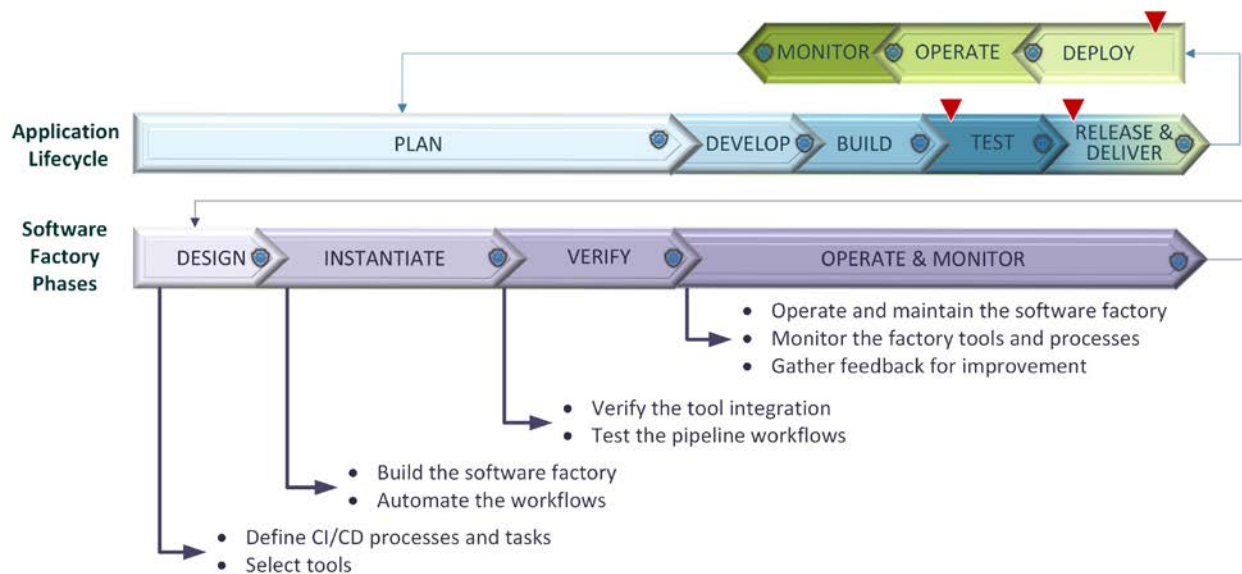 MONITOR OPERATE DEPLOY
Application
Lifecycle
PLAN DEVELOP BUILD TEST RELEASE &
DELIVER
Software
Factory
Phases
DESIGN INSTANTIATE VERIFY OPERATE & MONITOR
• Operate and maintain the software factory
• Monitor the factory tools and processes
• Gather feedback for improvement
• Verify the tool integration
• Test the pipeline workflows
• Build the software factory
• Automate the workflows
• Define CI/CD processes and tasks
• Select tools